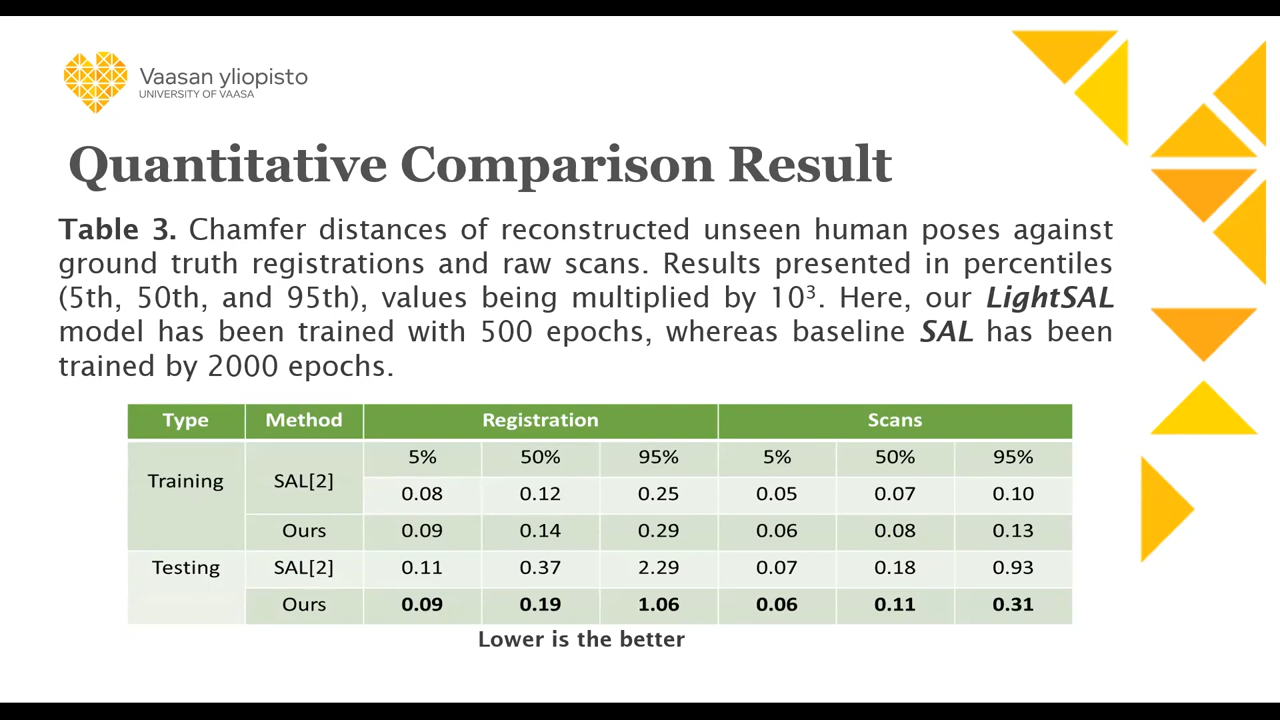 Vaasan yliopisto
UNIVERSITY OF VAASA
Quantitative Comparison Result
Table 3. Chamfer distances of reconstructed unseen human poses against
ground truth registrations and raw scans. Results presented in percentiles
(5th, 50th, and 95th), values being multiplied by 10³. Here, our LightSAL
model has been trained with 500 epochs, whereas baseline SAL has been
trained by 2000 epochs.
Type Method Registration Scans
5% 50% 95% 5% 50% 95%
Training SAL[2]
0.08 0.12 0.25 0.05 0.07 0.10
Ours 0.09 0.14 0.29 0.06 0.08 0.13
Testing SAL[2] 0.11 0.37 2.29 0.07 0.18 0.93
Ours 0.09 0.19 1.06 0.06 0.11 0.31
Lower is the better